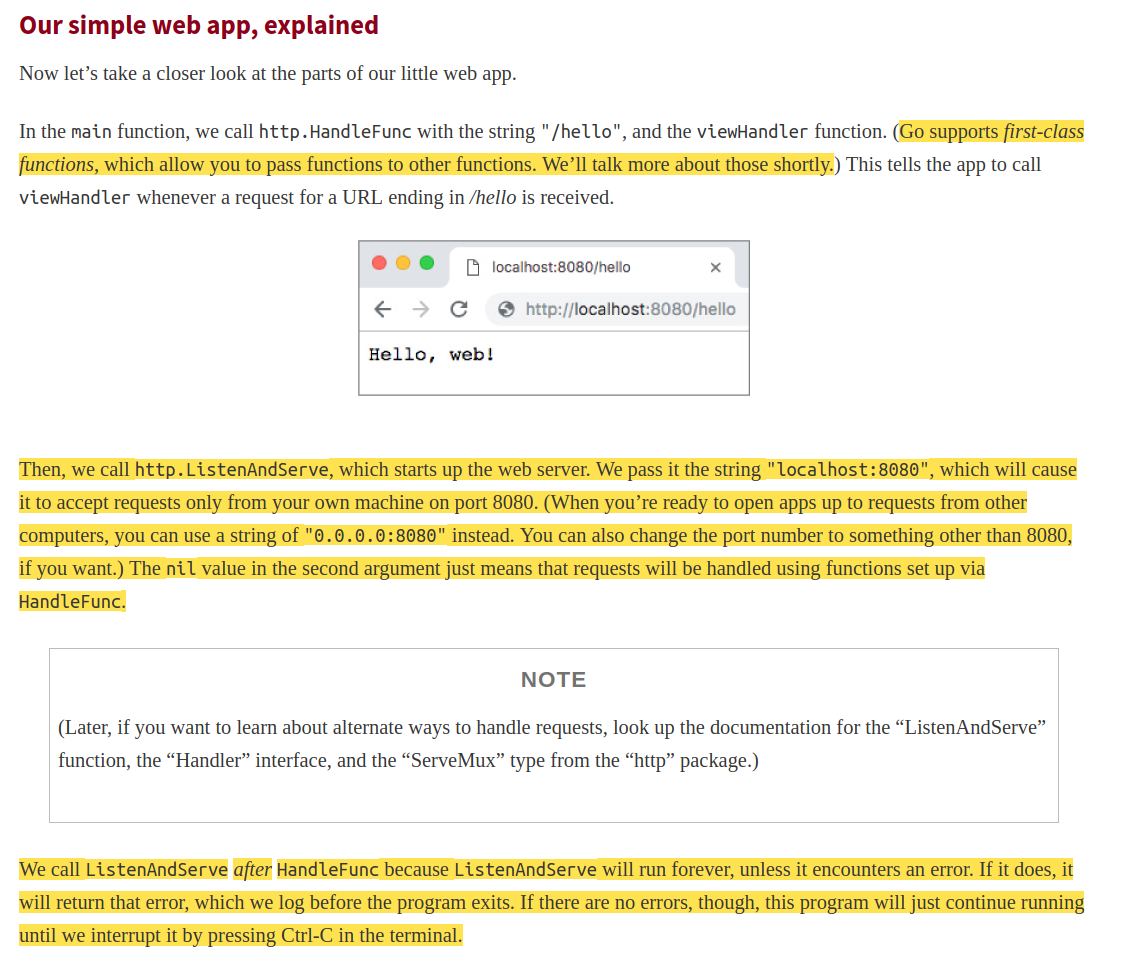 Our simple web app, explained
Now let’s take a closer look at the parts of our little web app.
In the main function, we call http.HandleFunc with the string "/hello", and the viewHandler function. (Go supports first-class
functions, which allow you to pass functions to other functions. We’ll talk more about those shortly.) This tells the app to call
viewHandler whenever a request for a URL ending in /hello is received.
localhost:8080/hello
http://localhost:8080/hello
Hello, web!
Then, we call http.ListenAndServe, which starts up the web server. We pass it the string "localhost:8080", which will cause
it to accept requests only from your own machine on port 8080. (When you’re ready to open apps up to requests from other
computers, you can use a string of "0.0.0.0:8080" instead. You can also change the port number to something other than 8080,
if you want.) The nil value in the second argument just means that requests will be handled using functions set up via
HandleFunc.
NOTE
(Later, if you want to learn about alternate ways to handle requests, look up the documentation for the “ListenAndServe”
function, the “Handler” interface, and the “ServeMux” type from the “http” package.)
We call ListenAndServe after HandleFunc because ListenAndServe will run forever, unless it encounters an error. If it does, it
will return that error, which we log before the program exits. If there are no errors, though, this program will just continue running
until we interrupt it by pressing Ctrl-C in the terminal.